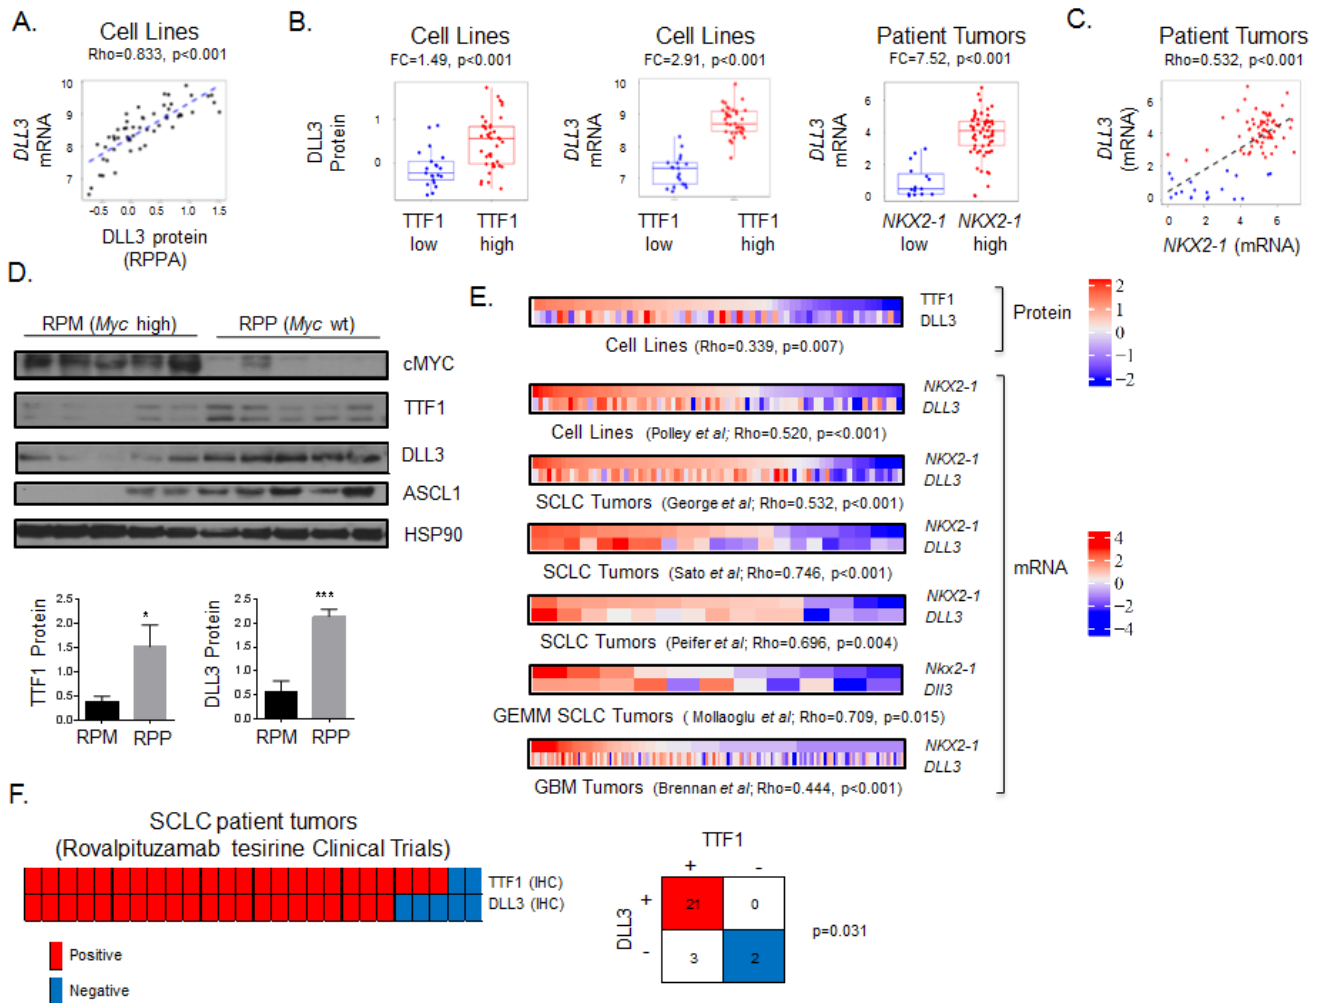 A.
Cell Lines
Rho=0.833, p<0.001
DLL3
mRNA
10
9
8
7
-0.5
0.0
0.5
1.0
1.5
DLL3 protein
(RPPA)
B.
Cell Lines
FC=1.49, p<0.001
DLL3
Protein
1
0
TTF1
low
TTF1
high
Cell Lines
FC=2.91, p<0.001
DLL3
mRNA
10
9
8
7
TTF1
low
TTF1
high
Patient Tumors
FC=7.52, p<0.001
DLL3
mRNA
6
4
2
0
NKX2-1
low
NKX2-1
high
C.
Patient Tumors
Rho=0.532, p<0.001
DLL3
(mRNA)
6
4
2
0
0
2
4
6
NKX2-1 (mRNA)
D.
RPM (Myc high)
RPP (Myc wt)
cMYC
TTF1
DLL3
ASCL1
HSP90
TTF1 Protein
2.5
2.0
1.5
1.0
0.5
0.0
*
RPM
RPP
DLL3 Protein
2.5
2.0
1.5
1.0
0.5
0.0
***
RPM
RPP
E.
TTF1
DLL3
Protein
Cell Lines (Rho=0.339, p=0.007)
2
1
0
-1
-2
NKX2-1
DLL3
Cell Lines (Polley et al; Rho=0.520, p=<0.001)
NKX2-1
DLL3
SCLC Tumors (George et al; Rho=0.532, p<0.001)
NKX2-1
DLL3
SCLC Tumors (Sato et al; Rho=0.746, p<0.001)
mRNA
4
2
0
-2
-4
NKX2-1
DLL3
SCLC Tumors (Peifer et al; Rho=0.696, p=0.004)
Nkx2-1
Dll3
GEMM SCLC Tumors ( Mollaoglu et al; Rho=0.709, p=0.015)
NKX2-1
DLL3
GBM Tumors (Brennan et al; Rho=0.444, p<0.001)
F.
SCLC patient tumors
(Rovalpituzamab tesirine Clinical Trials)
TTF1 (IHC)
DLL3 (IHC)
Positive
Negative
TTF1
+
-
DLL3
+
-
21
0
3
2
p=0.031